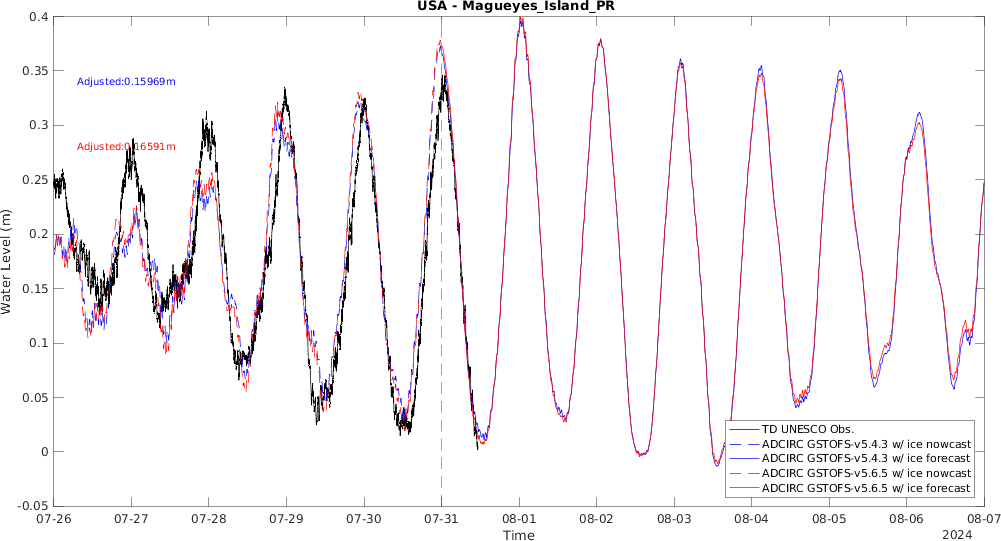 USA - Magueyes_Island_PR
0.4
0.35
0.3
0.25
0.2
0.15
0.1
0.05
0
-0.05
Water Level (m)
Adjusted:0.15969m
Adjusted:0.16591m
TD UNESCO Obs.
ADCIRC GSTOFS-v5.4.3 w/ ice nowcast
ADCIRC GSTOFS-v5.4.3 w/ ice forecast
ADCIRC GSTOFS-v5.6.5 w/ ice nowcast
ADCIRC GSTOFS-v5.6.5 w/ ice forecast
07-26 07-27 07-28 07-29 07-30 07-31 08-01 08-02 08-03 08-04 08-05 08-06 08-07
Time
2024